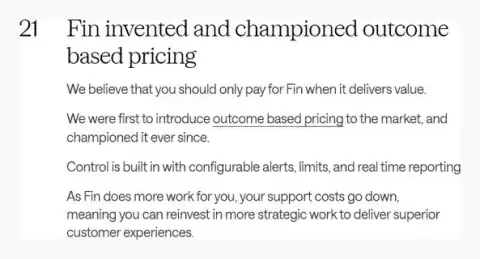 21 Fin invented and championed outcome
based pricing
We believe that you should only pay for Fin when it delivers value.
We were first to introduce outcome based pricing to the market, and
championed it ever since.
Control is built in with configurable alerts, limits, and real time reporting
As Fin does more work for you, your support costs go down,
meaning you can reinvest in more strategic work to deliver superior
customer experiences.